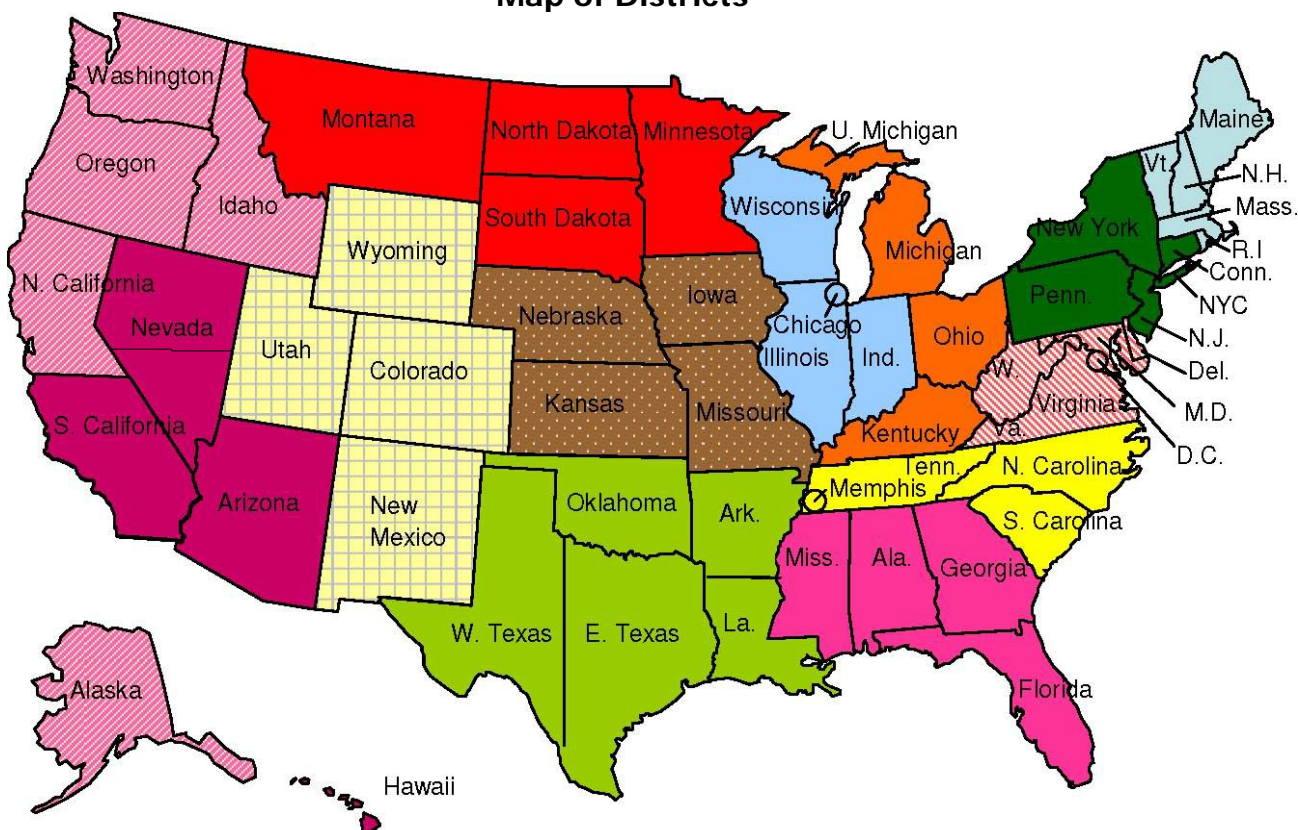 Map of Districts
Washington
Oregon
Idaho
Montana
North Dakota
Minnesota
U. Michigan
Maine
Vt.
N.H.
Mass.
South Dakota
Wisconsin
Michigan
New York
R.I
Conn.
NYC
Wyoming
N. California
Nevada
Utah
Colorado
Nebraska
Iowa
Chicago
Illinois
Ind.
Ohio
Penn.
N.J.
Del.
M.D.
D.C.
W.
Va.
Virginia
S. California
Kansas
Missouri
Kentucky
Arizona
New
Mexico
Oklahoma
Ark.
Tenn.
Memphis
N. Carolina
S. Carolina
W. Texas
E. Texas
La.
Miss.
Ala.
Georgia
Florida
Alaska
Hawaii